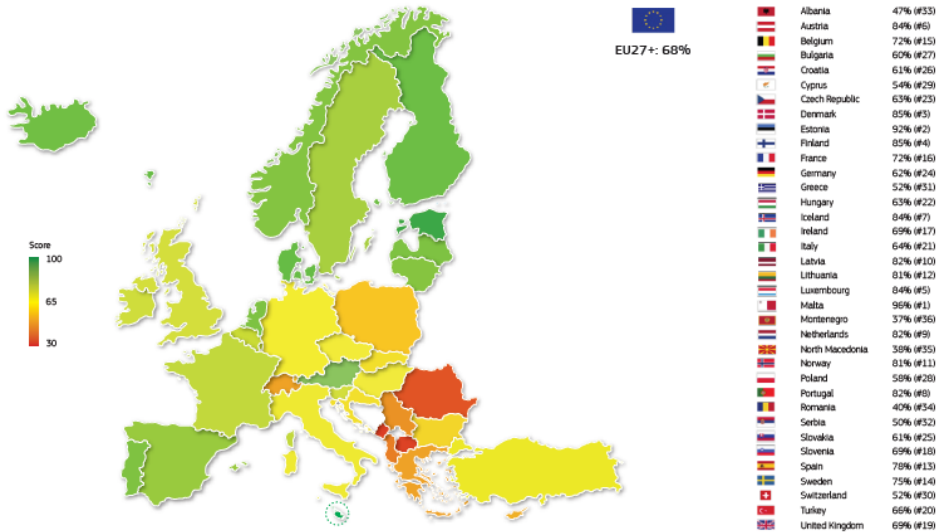 EU27+: 68%
Score
100
65
30
Albania 47% (#33)
Austria 84% (#6)
Belgium 72% (#15)
Bulgaria 60% (#27)
Croatia 61% (#26)
Cyprus 54% (#29)
Czech Republic 63% (#23)
Denmark 85% (#3)
Estonia 92% (#2)
Finland 85% (#4)
France 72% (#16)
Germany 62% (#24)
Greece 52% (#31)
Hungary 63% (#22)
Iceland 84% (#7)
Ireland 69% (#17)
Italy 64% (#21)
Latvia 82% (#10)
Lithuania 81% (#12)
Luxembourg 84% (#5)
Malta 96% (#1)
Montenegro 37% (#36)
Netherlands 82% (#9)
North Macedonia 38% (#35)
Norway 81% (#11)
Poland 58% (#28)
Portugal 82% (#8)
Romania 40% (#34)
Serbia 50% (#32)
Slovakia 61% (#25)
Slovenia 69% (#18)
Spain 78% (#13)
Sweden 75% (#14)
Switzerland 52% (#30)
Turkey 66% (#20)
United Kingdom 69% (#19)